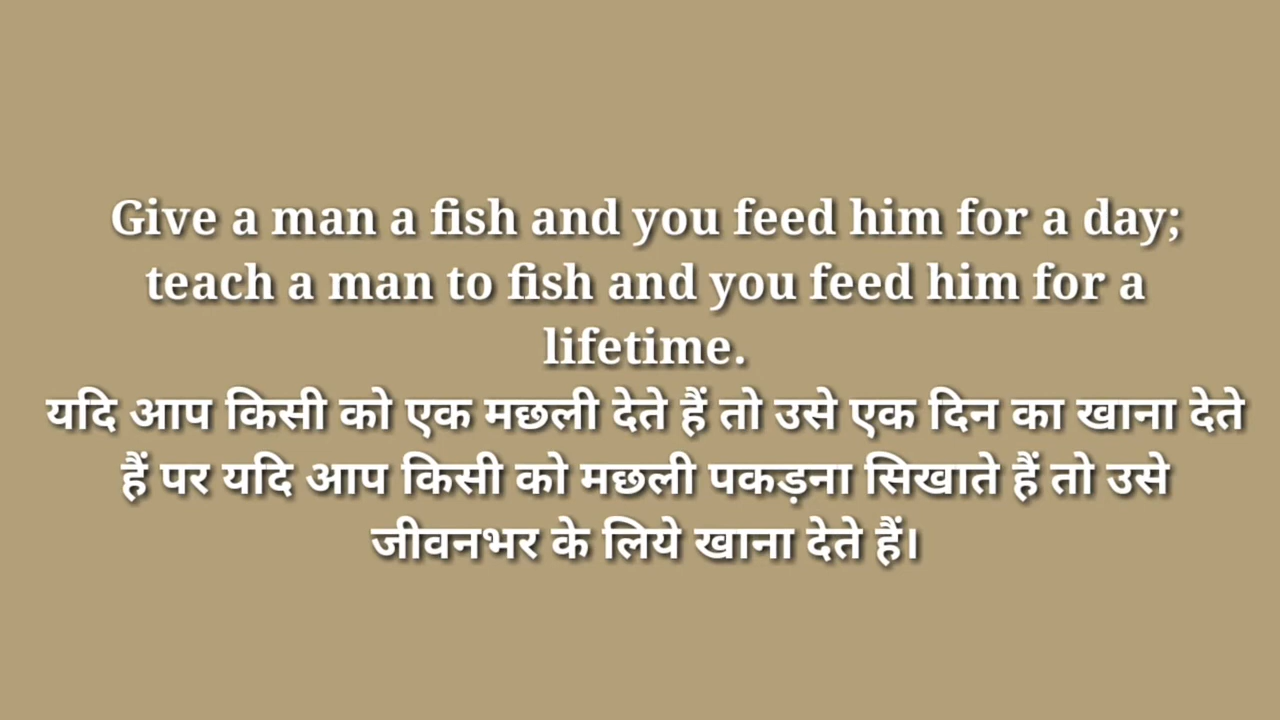 Give a man a fish and you feed him for a day;
teach a man to fish and you feed him for a
lifetime.
यदि आप किसी को एक मछली देते हैं तो उसे एक दिन का खाना देते
हैं पर यदि आप किसी को मछली पकड़ना सिखाते हैं तो उसे
जीवनभर के लिये खाना देते हैं।